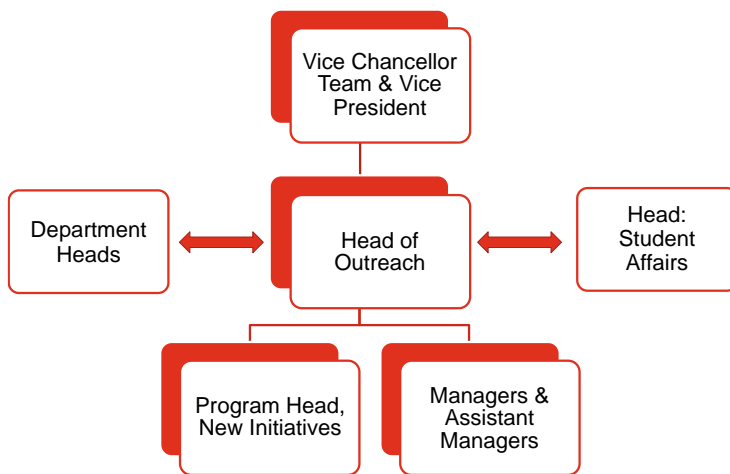 Vice Chancellor
Team & Vice
President
Department
Heads
Head of
Outreach
Head:
Student
Affairs
Program Head,
New Initiatives
Managers &
Assistant
Managers